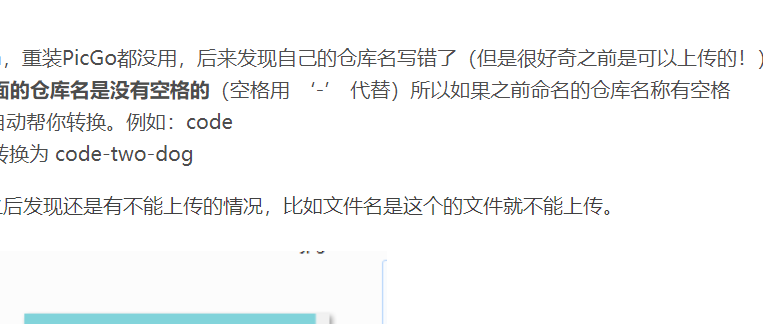 ，重装PicGo都没用，后来发现自己的仓库名写错了（但是很好奇之前是可以上传的！）
面的仓库名是没有空格的（空格用 ‘-’ 代替）所以如果之前命名的仓库名称有空格
自动帮你转换。例如：code
转换为 code-two-dog
后发现还是有不能上传的情况，比如文件名是这个的文件就不能上传。